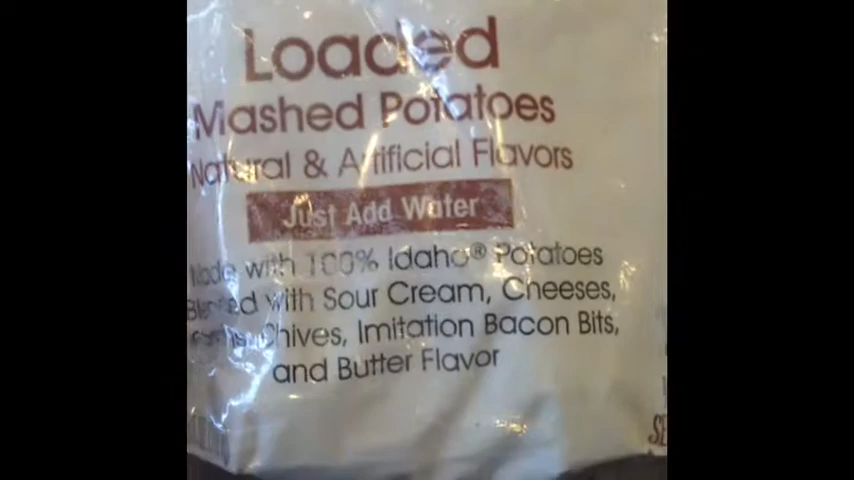 Loaded
Mashed Potatoes
Natural & Artificial Flavors
Just Add Water
Made with 100% Idaho® Potatoes
Blended with Sour Cream, Cheeses,
Chives, Imitation Bacon Bits,
and Butter Flavor